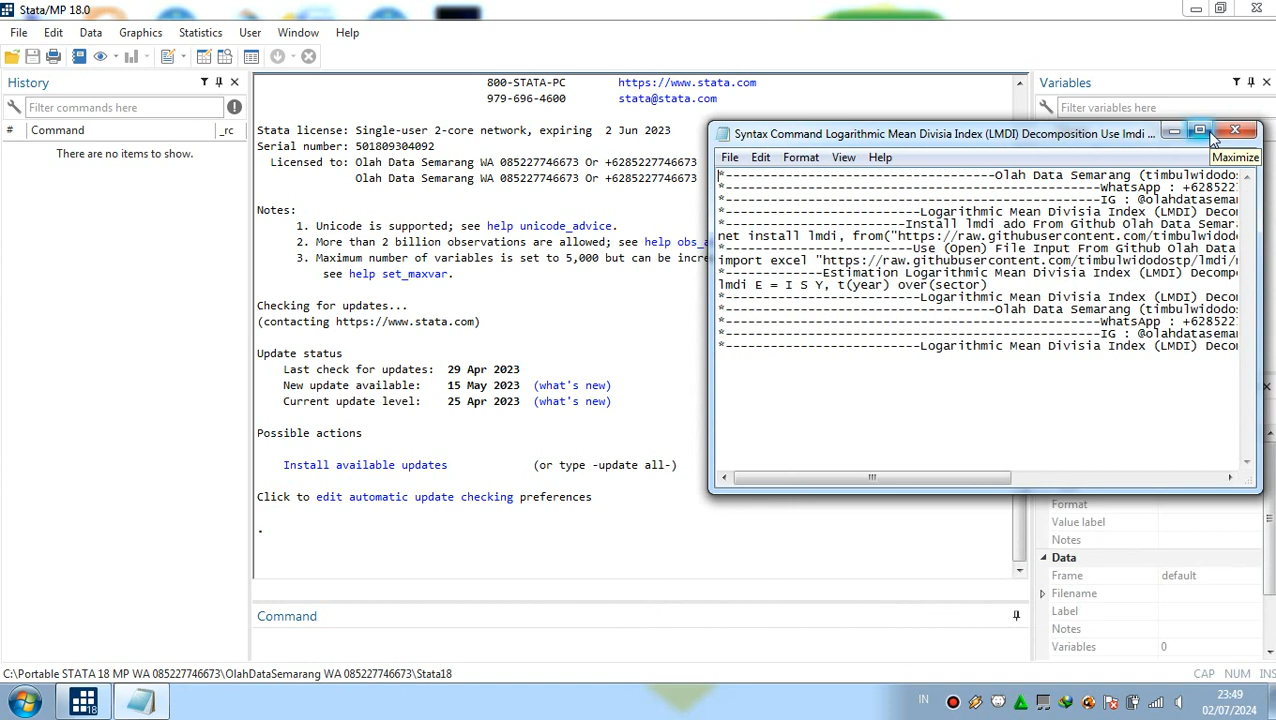 Stata/MP 18.0
File Edit Data Graphics Statistics User Window Help
History
Filter commands here
# Command _rc
There are no items to show.
800-STATA-PC https://www.stata.com
979-696-4600 stata@stata.com
Stata license: Single-user 2-core network, expiring 2 Jun 2023
Serial number: 501809304092
Licensed to: Olah Data Semarang WA 085227746673 Or +6285227746673
Olah Data Semarang WA 085227746673 Or +6285227746673
Notes:
1. Unicode is supported; see help unicode_advice.
2. More than 2 billion observations are allowed; see help obs_a
3. Maximum number of variables is set to 5,000 but can be incre
see help set_maxvar.
Checking for updates...
(contacting https://www.stata.com)
Update status
Last check for updates: 29 Apr 2023
New update available: 15 May 2023 (what's new)
Current update level: 25 Apr 2023 (what's new)
Possible actions
Install available updates (or type -update all-)
Click to edit automatic update checking preferences
.
Command
Variables
Filter variables here
Syntax Command Logarithmic Mean Divisia Index (LMDI) Decomposition Use lmdi ...
Maximize
File Edit Format View Help
*-----------------------------------Olah Data Semarang (timbulwidodos
*-------------------------------------------------WhatsApp : +628522
*-------------------------------------------------IG : @olahdatasemar
*-------------------------Logarithmic Mean Divisia Index (LMDI) Decom
*-----------------------Install lmdi ado From Github Olah Data
net install lmdi, from("https://raw.githubusercontent.com/timbulwidodo
*------------------------Use (Open) File Input From Github Olah Data
import excel "https://raw.githubusercontent.com/timbulwidodostp/lmdi/
*------------Estimation Logarithmic Mean Divisia Index (LMDI) Decomp
lmdi E = I S Y, t(year) over(sector)
*-------------------------Logarithmic Mean Divisia Index (LMDI) Decom
*-----------------------------------Olah Data Semarang (timbulwidodos
*-------------------------------------------------WhatsApp : +628522
*-------------------------------------------------IG : @olahdatasemar
*-------------------------Logarithmic Mean Divisia Index (LMDI) Decom
Format
Value label
Notes
Data
Frame default
Filename
Label
Notes
Variables 0
C:\Portable STATA 18 MP WA 085227746673\OlahDataSemarang WA 085227746673\Stata18
CAP NUM INS
18
IN
23:49
02/07/2024